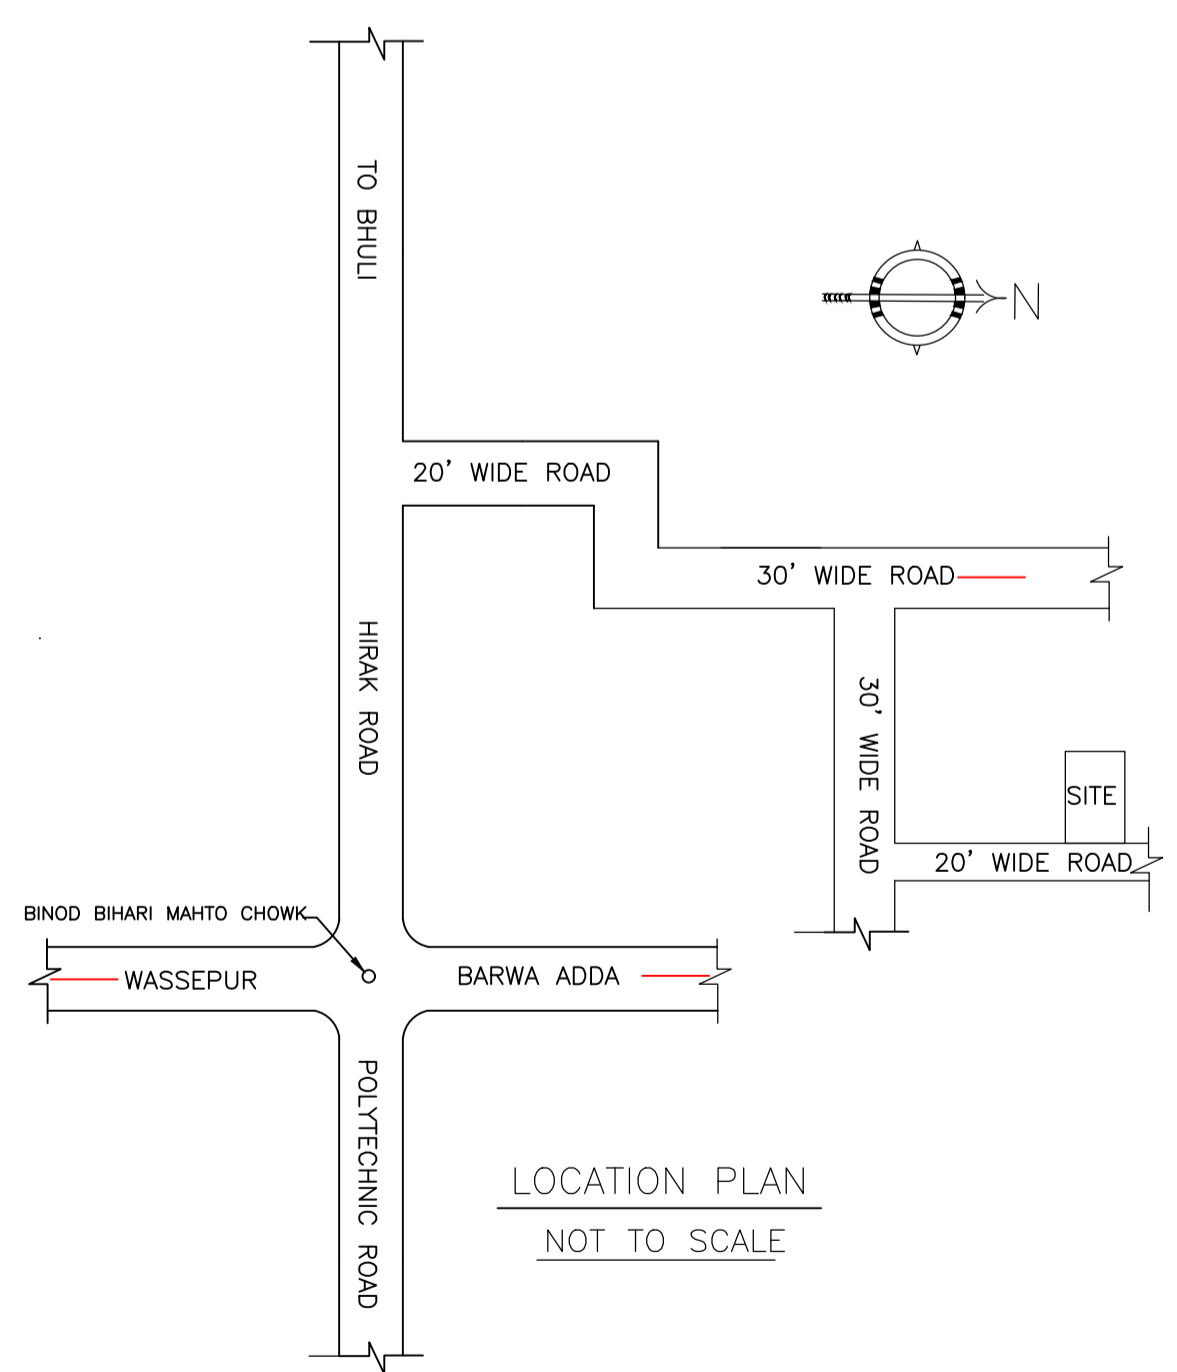 TO BHULI
N
20' WIDE ROAD
30' WIDE ROAD
HIRAK ROAD
30' WIDE ROAD
SITE
20' WIDE ROAD
BINOD BIHARI MAHTO CHOWK
WASSEPUR
BARWA ADDA
POLYTECHNIC ROAD
LOCATION PLAN
NOT TO SCALE